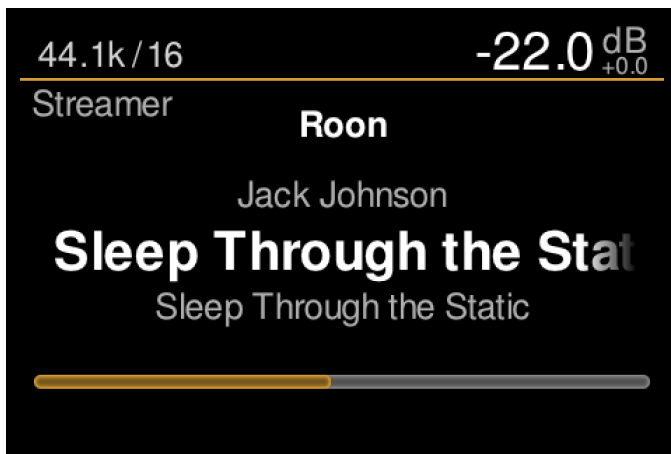 44.1k/16
-22.0 dB
+0.0
Streamer
Roon
Jack Johnson
Sleep Through the Stat
Sleep Through the Static